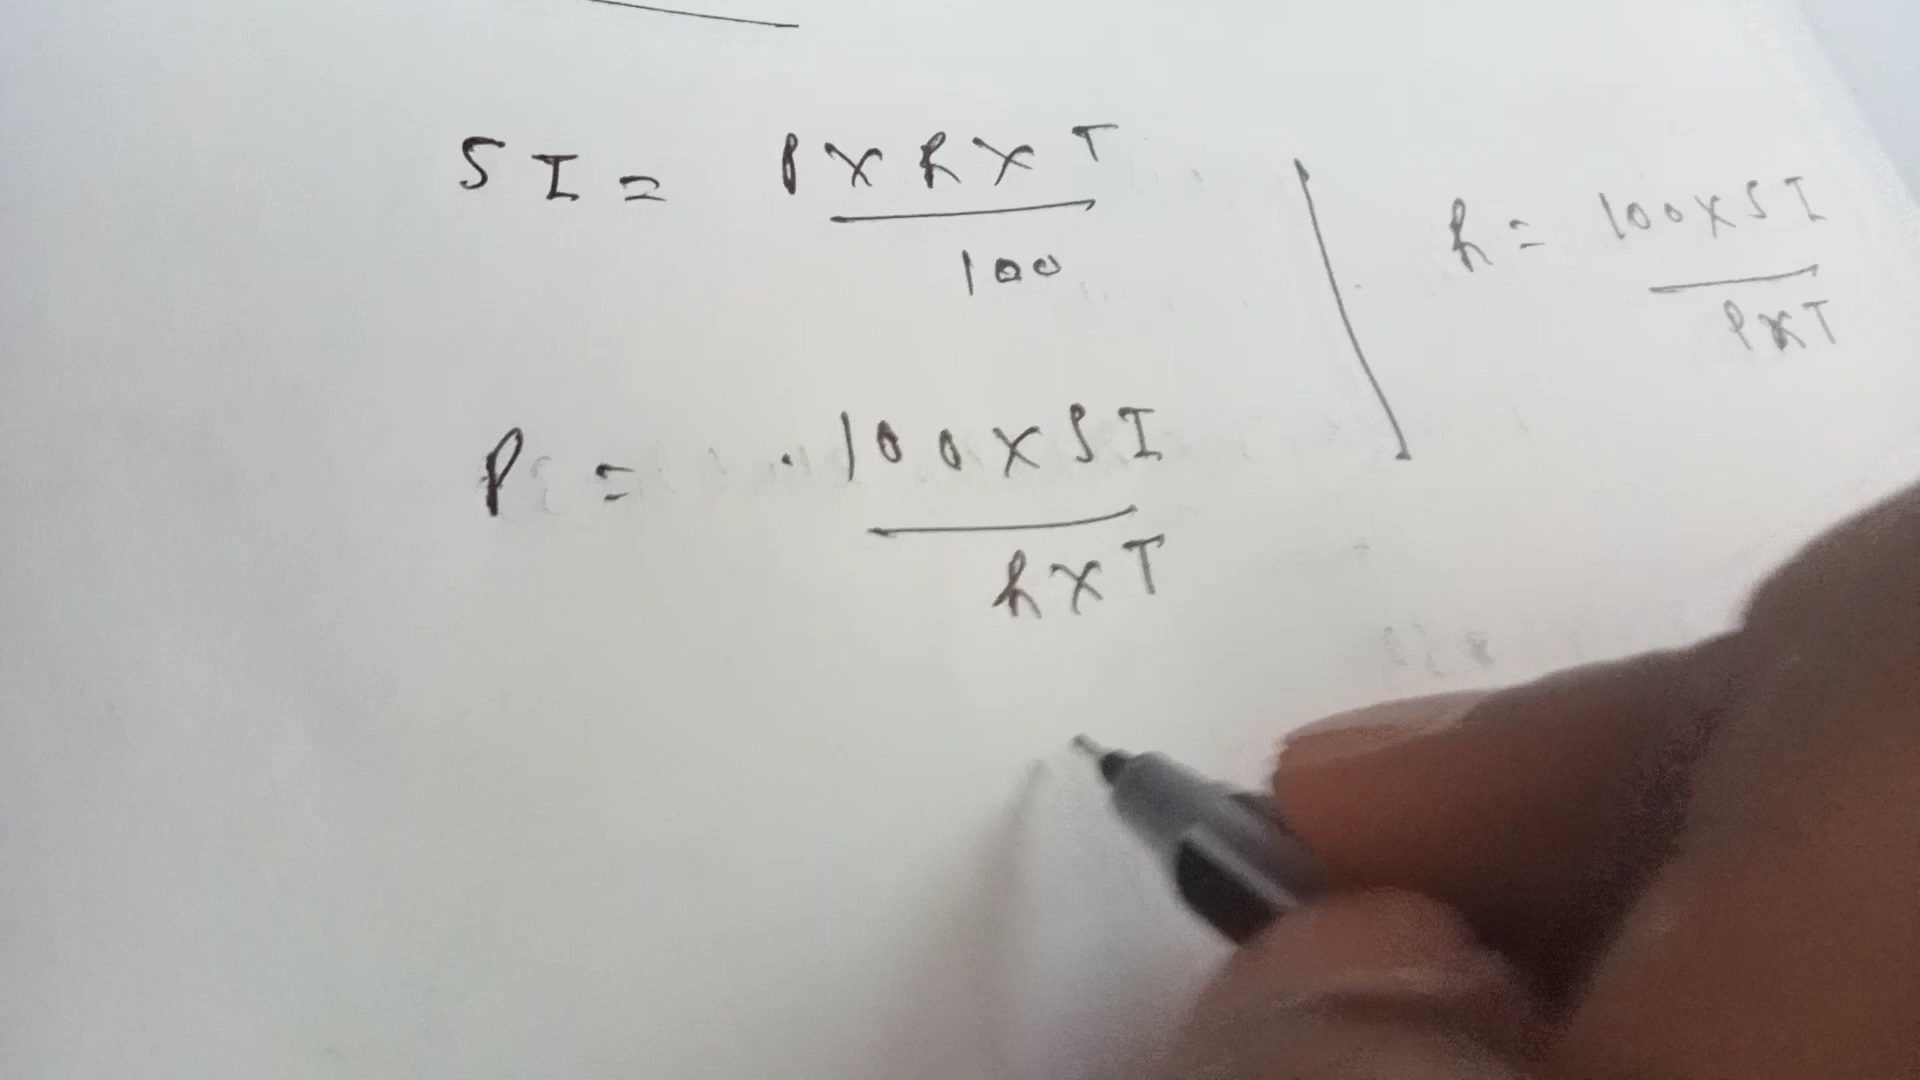 SI = P X R X T
100
P = 100 X SI
R X T
R = 100 X SI
P X T